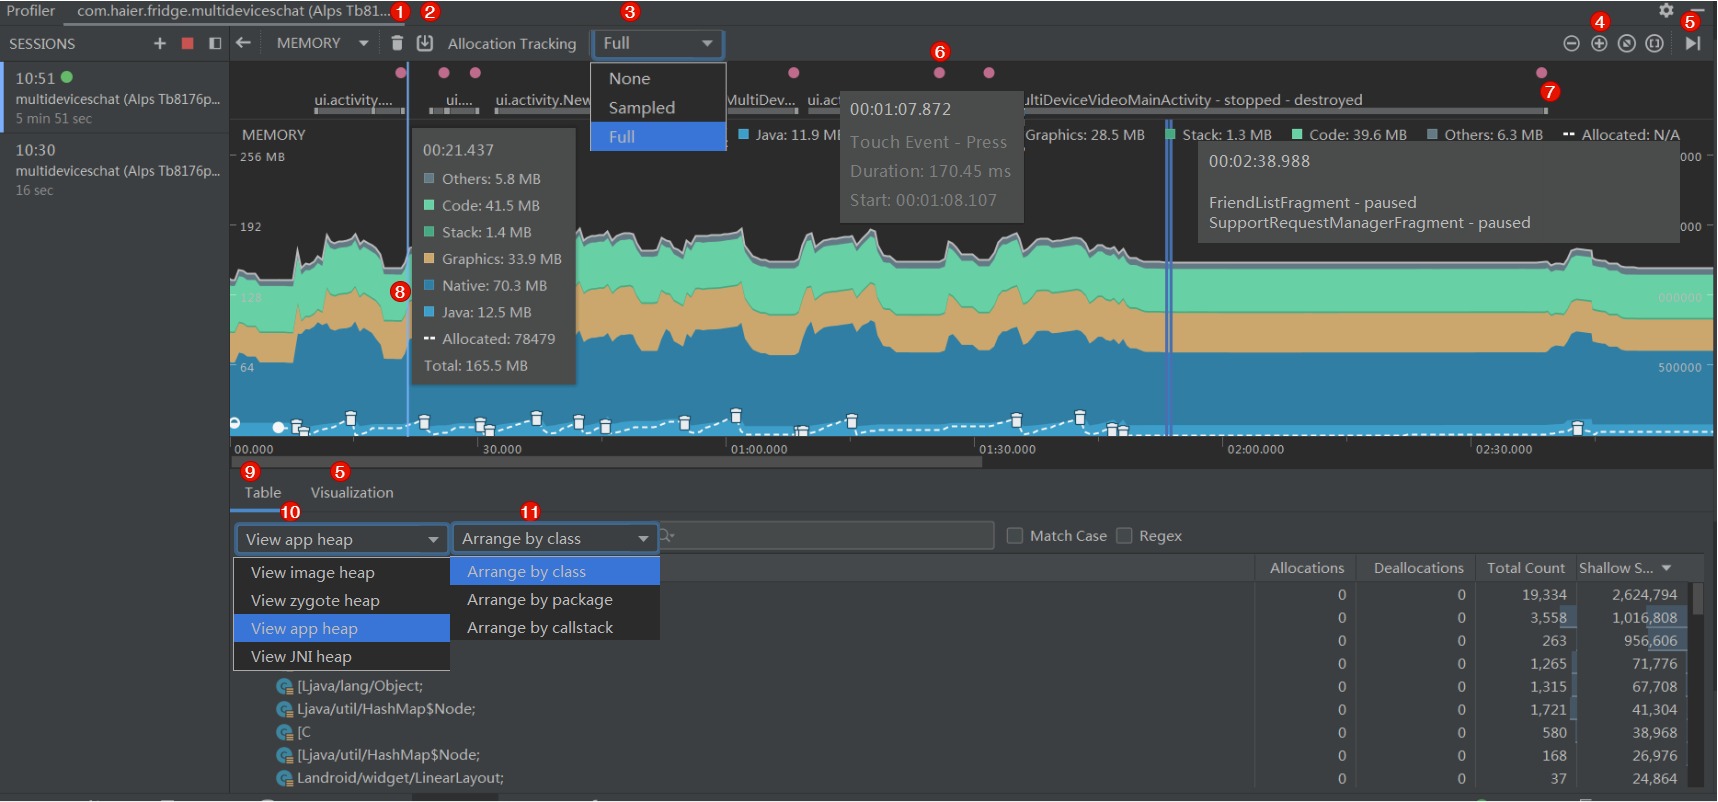 Profiler com.haier.fridge.multideviceschat (Alps Tb81... 1 2 3 4 5
SESSIONS MEMORY Allocation Tracking Full
None
Sampled
Full
10:51
multideviceschat (Alps Tb8176p...
5 min 51 sec
10:30
multideviceschat (Alps Tb8176p...
16 sec
6 7
ui.activity.... ui.... ui.activity.New MultiDev... ui.ac ultiDeviceVideoMainActivity - stopped - destroyed
MEMORY Java: 11.9 M Graphics: 28.5 MB Stack: 1.3 MB Code: 39.6 MB Others: 6.3 MB Allocated: N/A
256 MB 000
192 000
128 000000
64 500000
00:21.437
Others: 5.8 MB
Code: 41.5 MB
Stack: 1.4 MB
Graphics: 33.9 MB
Native: 70.3 MB
Java: 12.5 MB
Allocated: 78479
Total: 165.5 MB
8
00:01:07.872
Touch Event - Press
Duration: 170.45 ms
Start: 00:01:08.107
00:02:38.988
FriendListFragment - paused
SupportRequestManagerFragment - paused
00.000 30.000 01:00.000 01:30.000 02:00.000 02:30.000
9 5
Table Visualization
10 11
View app heap Arrange by class Match Case Regex
View image heap
View zygote heap
View app heap
View JNI heap
Arrange by class
Arrange by package
Arrange by callstack
Allocations Deallocations Total Count Shallow S...
0 0 19,334 2,624,794
0 0 3,558 1,016,808
0 0 263 956,606
0 0 1,265 71,776
[Ljava/lang/Object; 0 0 1,315 67,708
Ljava/util/HashMap$Node; 0 0 1,721 41,304
[C 0 0 580 38,968
[Ljava/util/HashMap$Node; 0 0 168 26,976
Landroid/widget/LinearLayout; 0 0 37 24,864